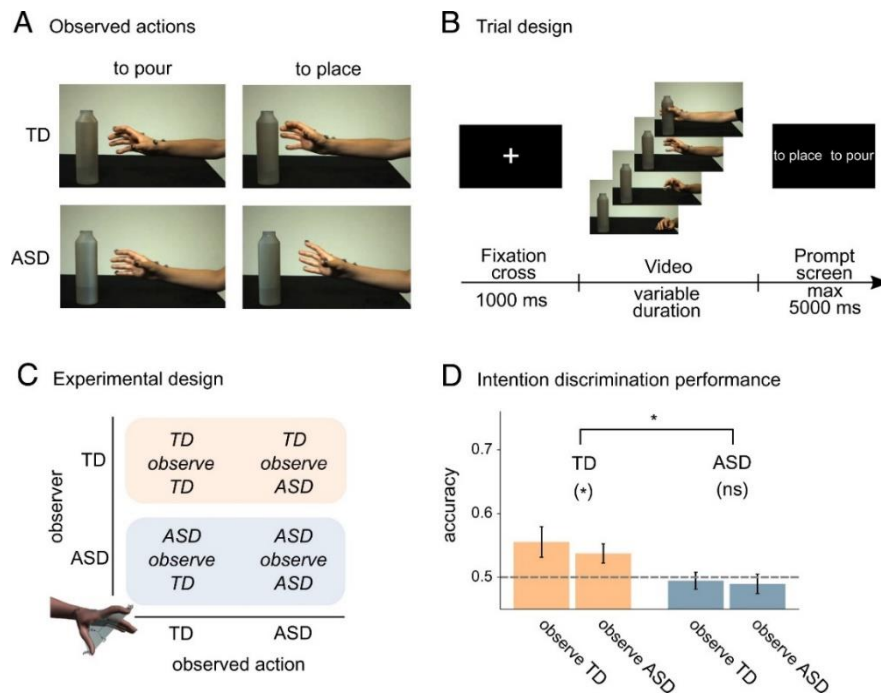 A Observed actions
to pour to place
TD
ASD
B Trial design
+
to place to pour
Fixation
cross
1000 ms
Video
variable
duration
Prompt
screen
max
5000 ms
C Experimental design
observer
TD
ASD
TD
observe
TD
TD
observe
ASD
ASD
observe
TD
ASD
observe
ASD
TD ASD
observed action
D Intention discrimination performance
*
TD
(*)
ASD
(ns)
accuracy
0.7
0.6
0.5
observe TD
observe ASD
observe TD
observe ASD